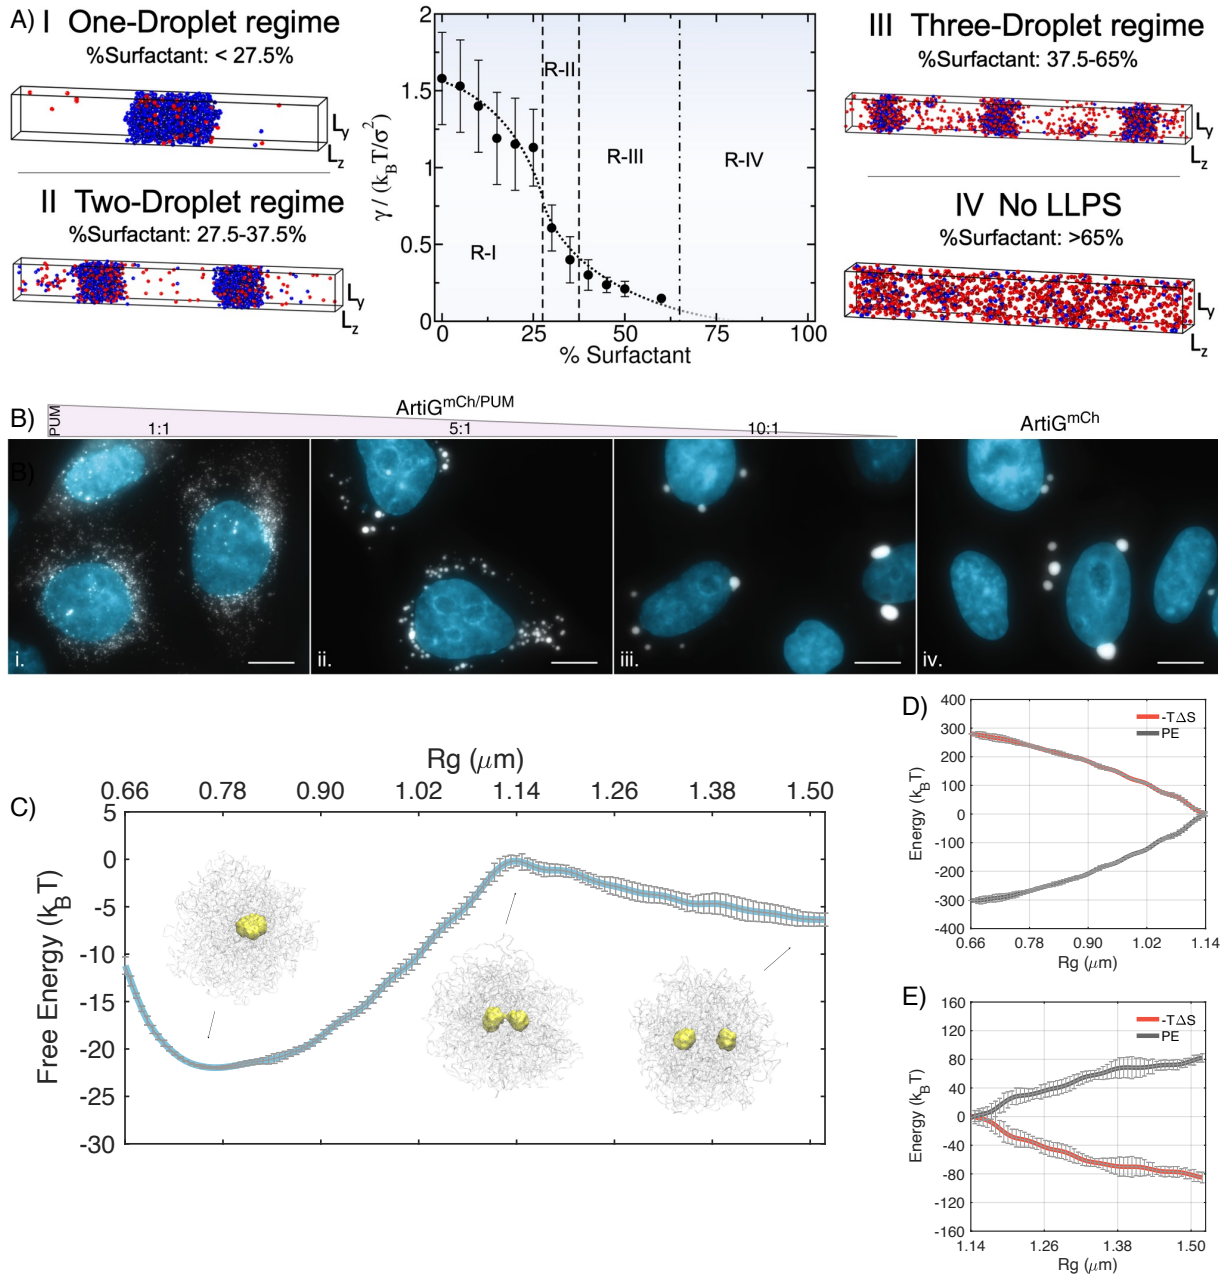 A)
I One-Droplet regime
%Surfactant: < 27.5%
L_y
L_z
II Two-Droplet regime
%Surfactant: 27.5-37.5%
L_y
L_z
γ / (k_BT/σ²)
2
1.5
1
0.5
0
R-I
R-II
R-III
R-IV
0 25 50 75 100
% Surfactant
III Three-Droplet regime
%Surfactant: 37.5-65%
L_y
L_z
IV No LLPS
%Surfactant: >65%
L_y
L_z
B)
PUM
ArtiG^mCh/PUM
1:1 5:1 10:1
ArtiG^mCh
B)
i.
ii.
iii.
iv.
C)
Rg (μm)
0.66 0.78 0.90 1.02 1.14 1.26 1.38 1.50
Free Energy (k_BT)
5
0
-5
-10
-15
-20
-25
-30
D)
Energy (k_BT)
400
300
200
100
0
-100
-200
-300
-400
-TΔS
PE
0.66 0.78 0.90 1.02 1.14
Rg (μm)
E)
Energy (k_BT)
160
120
80
40
0
-40
-80
-120
-160
-TΔS
PE
1.14 1.26 1.38 1.50
Rg (μm)